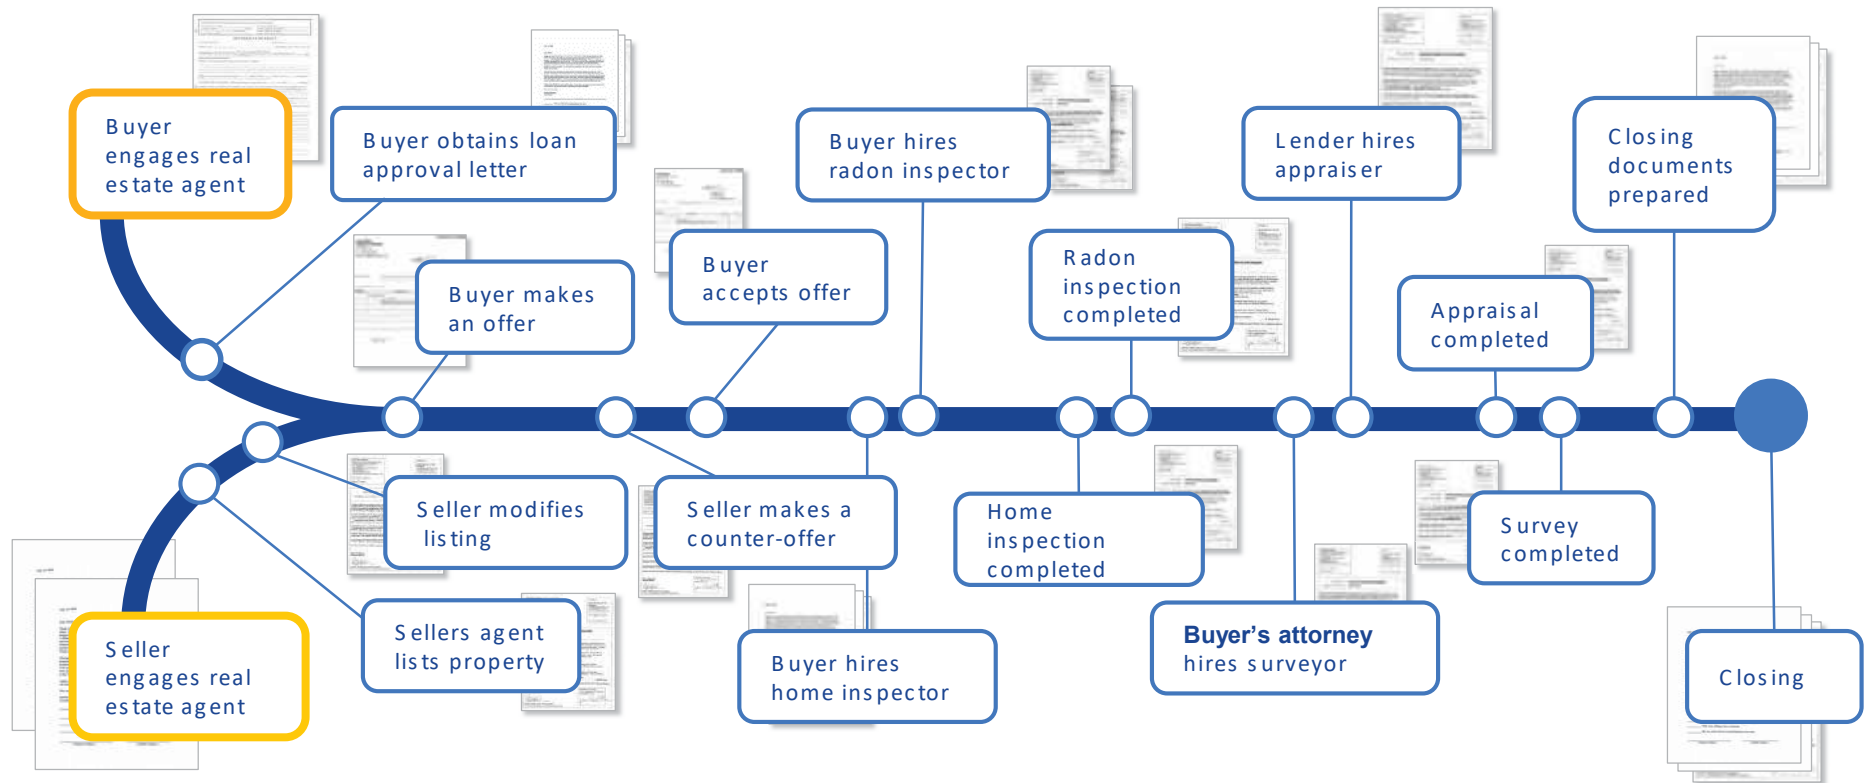 Buyer
engages real
estate agent
Buyer obtains loan
approval letter
Buyer makes
an offer
Buyer
accepts offer
Buyer hires
radon inspector
Radon
inspection
completed
Lender hires
appraiser
Appraisal
completed
Closing
documents
prepared
Seller
engages real
estate agent
Sellers agent
lists property
Seller modifies
listing
Seller makes a
counter-offer
Buyer hires
home inspector
Home
inspection
completed
Buyer’s attorney
hires surveyor
Survey
completed
Closing